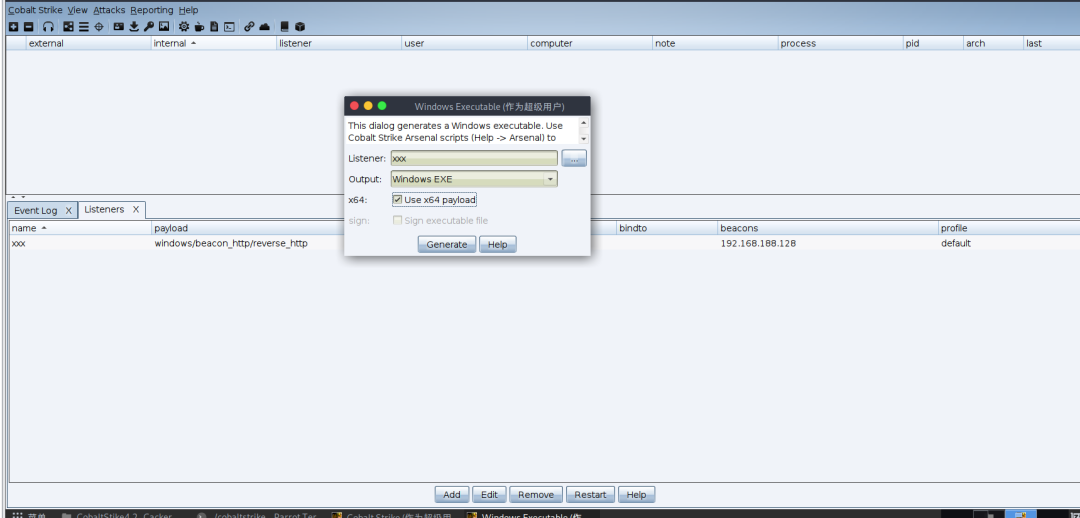 Cobalt Strike View Attacks Reporting Help
external internal listener user computer note process pid arch last
Windows Executable (作为超级用户)
This dialog generates a Windows executable. Use
Cobalt Strike Arsenal scripts (Help -> Arsenal) to
Listener: xxx ...
Output: Windows EXE
x64: Use x64 payload
sign: Sign executable file
Generate Help
Event Log X Listeners X
name payload bindto beacons profile
xxx windows/beacon_http/reverse_http 192.168.188.128 default
Add Edit Remove Restart Help
菜单 CobaltStrike4.2_Cacker ./cobaltstrike Parrot Ter Cobalt Strike (作为超级用 Windows Executable (作